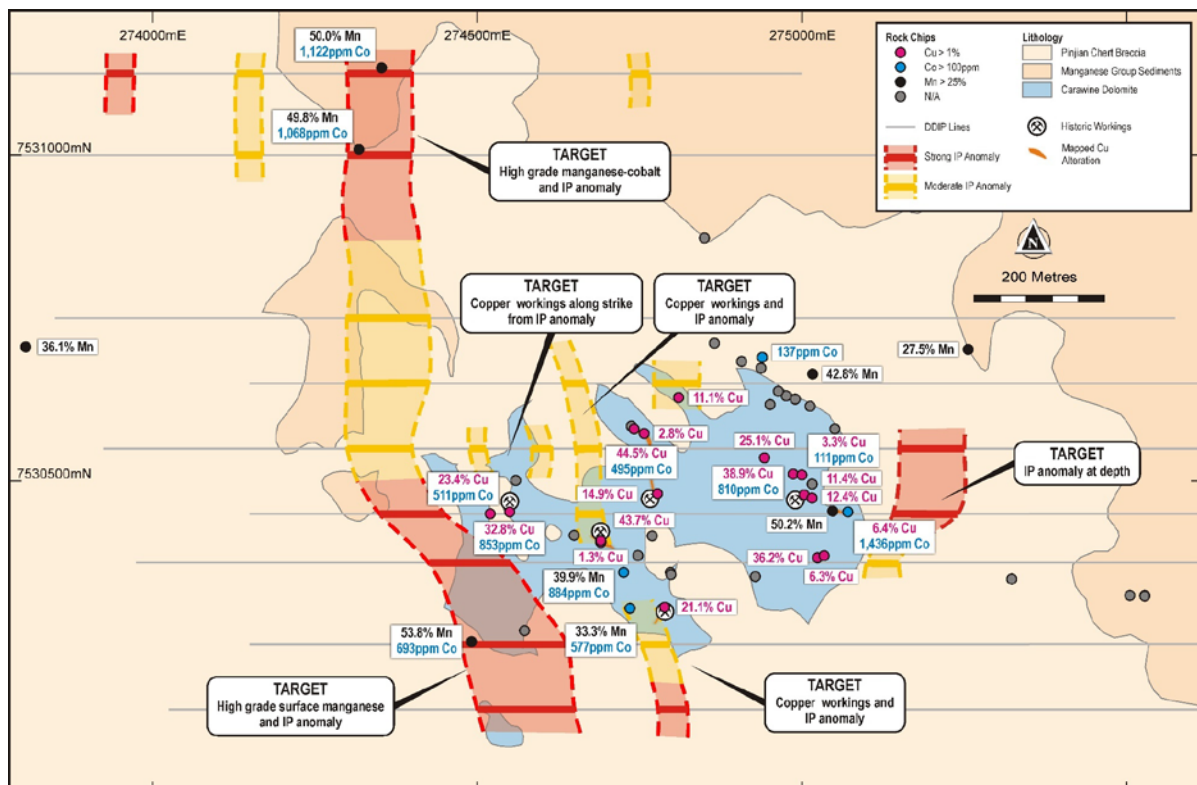 274000mE
274500mE
275000mE
7531000mN
7530500mN
50.0% Mn
1,122ppm Co
49.8% Mn
1,068ppm Co
TARGET
High grade manganese-cobalt
and IP anomaly
Rock Chips
Cu > 1%
Co > 100ppm
Mn > 25%
N/A
DDIP Lines
Strong IP Anomaly
Moderate IP Anomaly
Lithology
Pinjian Chert Breccia
Manganese Group Sediments
Carawine Dolomite
Historic Workings
Mapped Cu
Alteration
N
200 Metres
TARGET
Copper workings along strike
from IP anomaly
TARGET
Copper workings and
IP anomaly
36.1% Mn
137ppm Co
27.5% Mn
42.8% Mn
11.1% Cu
2.8% Cu
25.1% Cu
3.3% Cu
111ppm Co
44.5% Cu
495ppm Co
TARGET
IP anomaly at depth
23.4% Cu
511ppm Co
38.9% Cu
810ppm Co
11.4% Cu
14.9% Cu
12.4% Cu
32.8% Cu
853ppm Co
43.7% Cu
50.2% Mn
6.4% Cu
1,436ppm Co
1.3% Cu
36.2% Cu
6.3% Cu
39.9% Mn
884ppm Co
21.1% Cu
53.8% Mn
693ppm Co
33.3% Mn
577ppm Co
TARGET
High grade surface manganese
and IP anomaly
TARGET
Copper workings and
IP anomaly